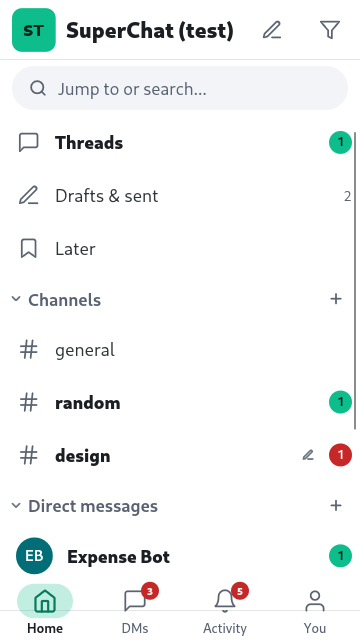 ST SuperChat (test)
Jump to or search...
Threads 1
Drafts & sent 2
Later
Channels
general
random 1
design 1
Direct messages
EB Expense Bot 1
3 5
Home DMs Activity You